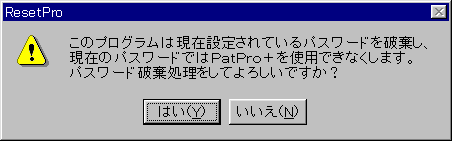 ResetPro
このプログラムは現在設定されているパスワードを破棄し、
現在のパスワードではPatPro+を使用できなくします。
パスワード破棄処理をしてよろしいですか？
はい(Y)
いいえ(N)